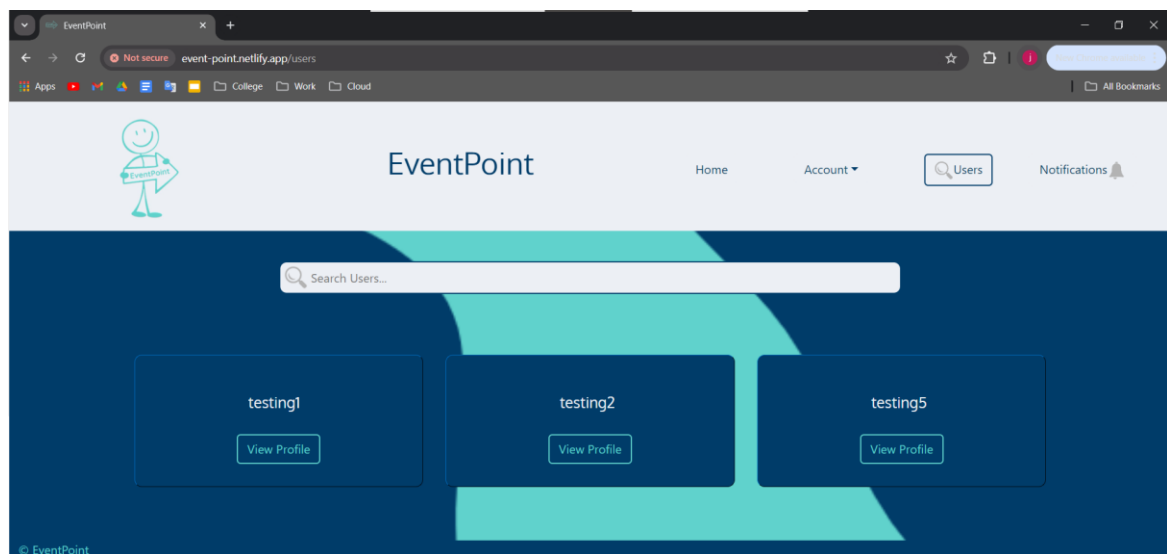 EventPoint
Not secure event-point.netlify.app/users
j
Apps College Work Cloud All Bookmarks
EventPoint
EventPoint
Home Account Users Notifications
Search Users...
testing1 testing2 testing5
View Profile View Profile View Profile
© EventPoint